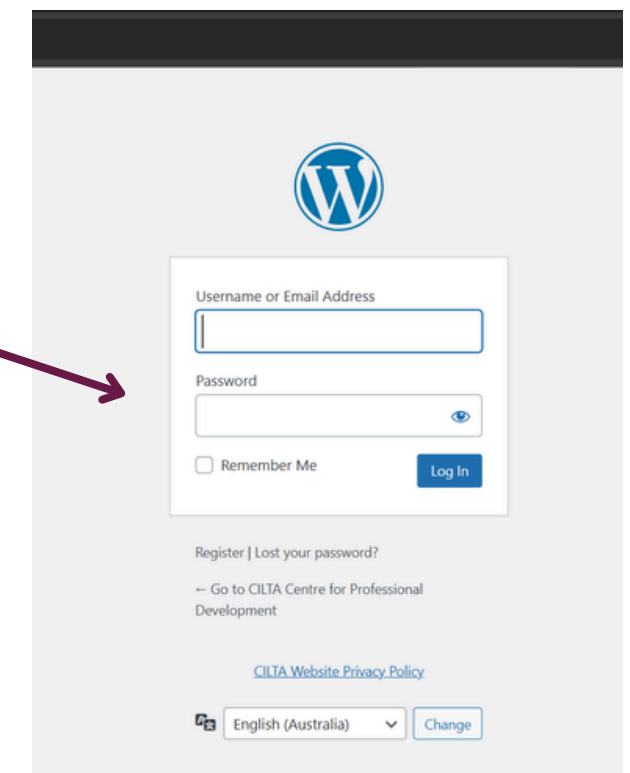 Username or Email Address
Password
Remember Me
Log In
Register | Lost your password?
← Go to CILTA Centre for Professional
Development
CILTA Website Privacy Policy
English (Australia)
Change